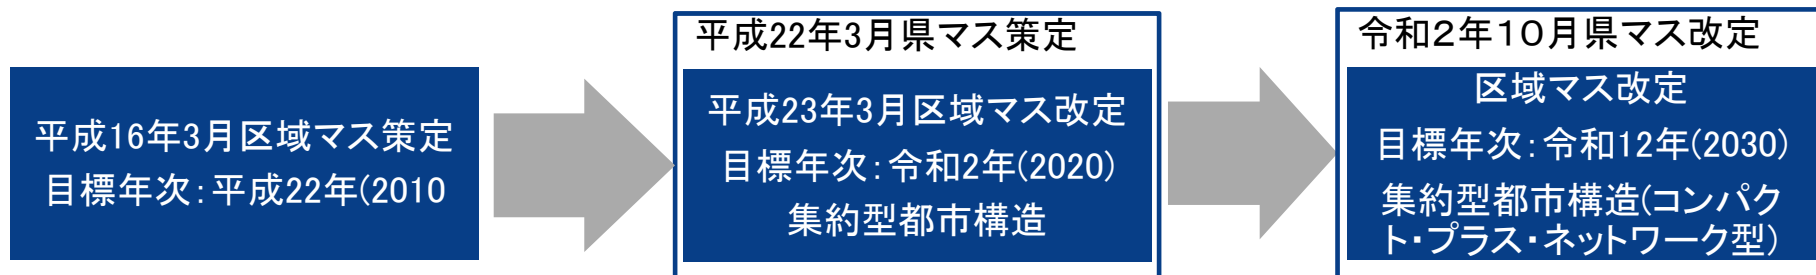 平成16年3月区域マス策定
目標年次：平成22年(2010
平成22年3月県マス策定
平成23年3月区域マス改定
目標年次：令和2年(2020)
集約型都市構造
令和２年１０月県マス改定
区域マス改定
目標年次：令和12年(2030)
集約型都市構造(コンパク
ト・プラス・ネットワーク型)